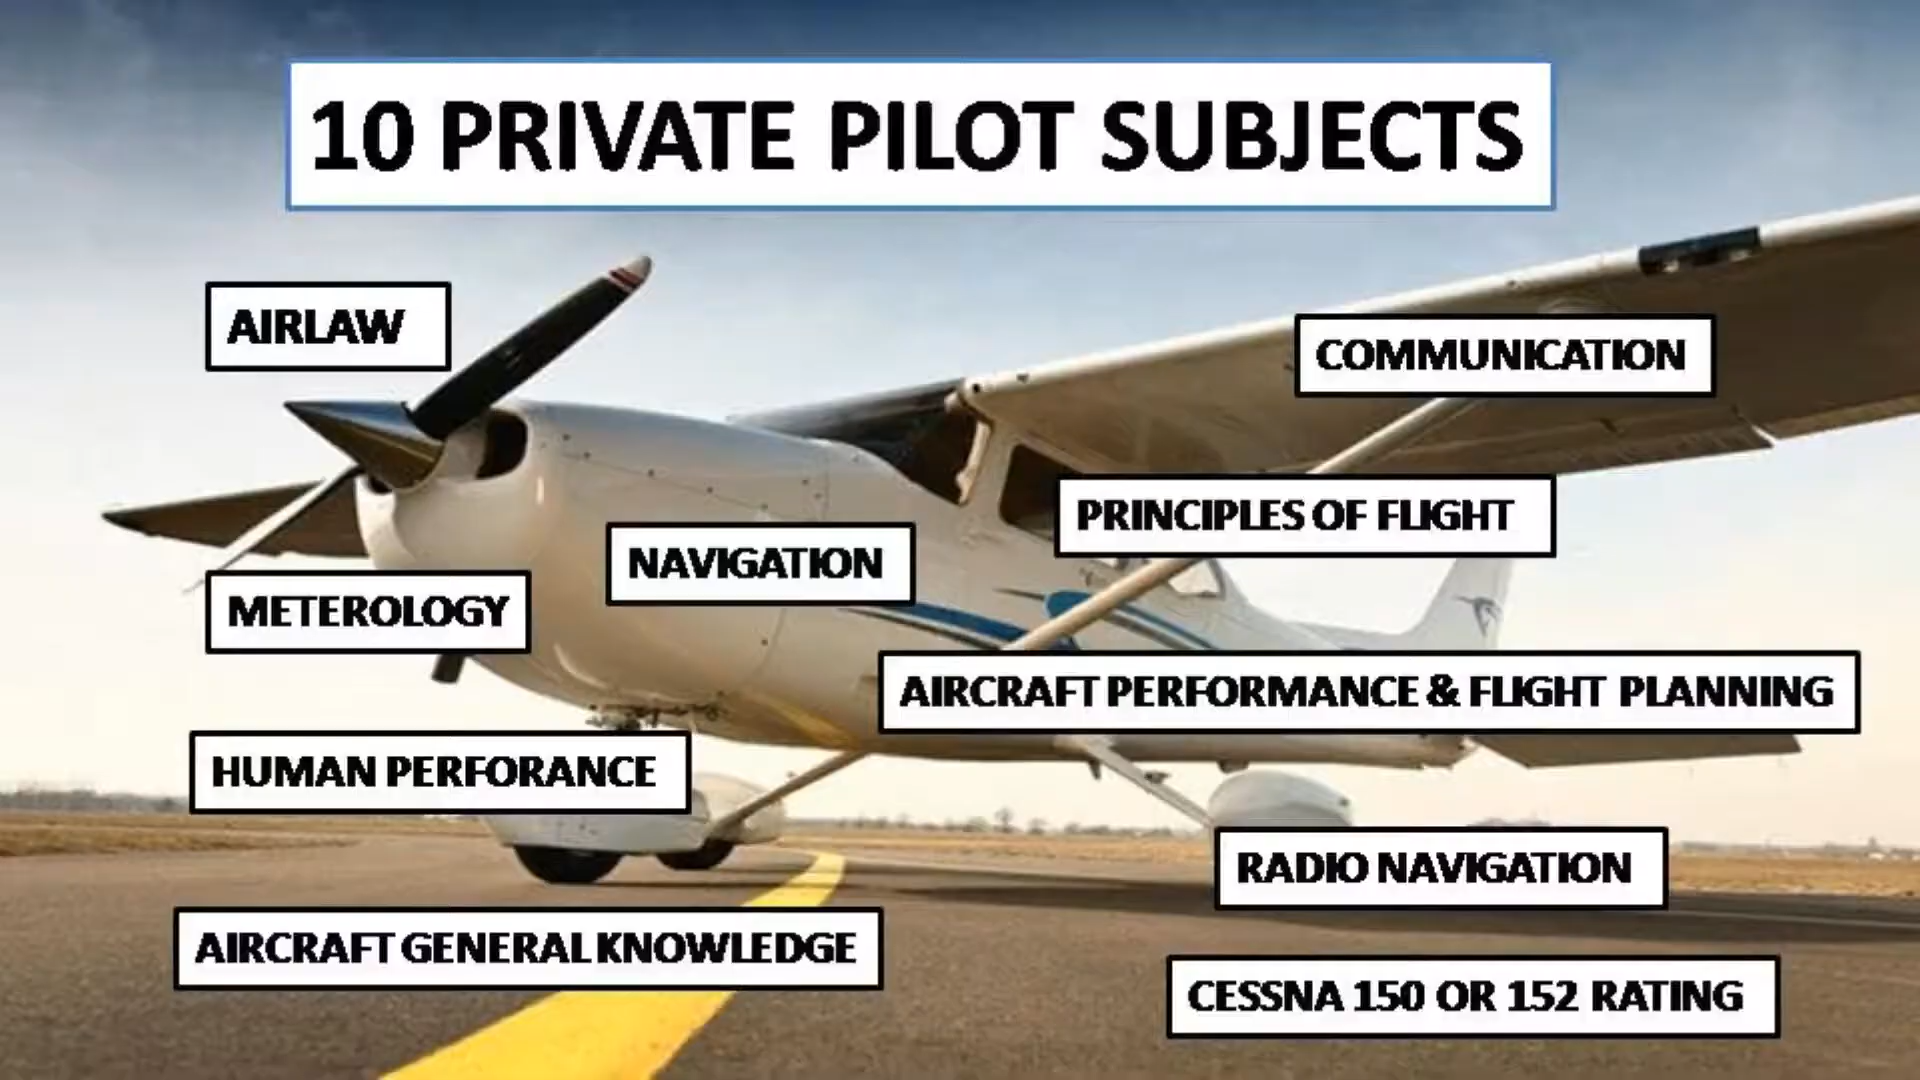 10 PRIVATE PILOT SUBJECTS
AIRLAW
COMMUNICATION
PRINCIPLES OF FLIGHT
NAVIGATION
METEROLOGY
AIRCRAFT PERFORMANCE & FLIGHT PLANNING
HUMAN PERFORANCE
RADIO NAVIGATION
AIRCRAFT GENERAL KNOWLEDGE
CESSNA 150 OR 152 RATING